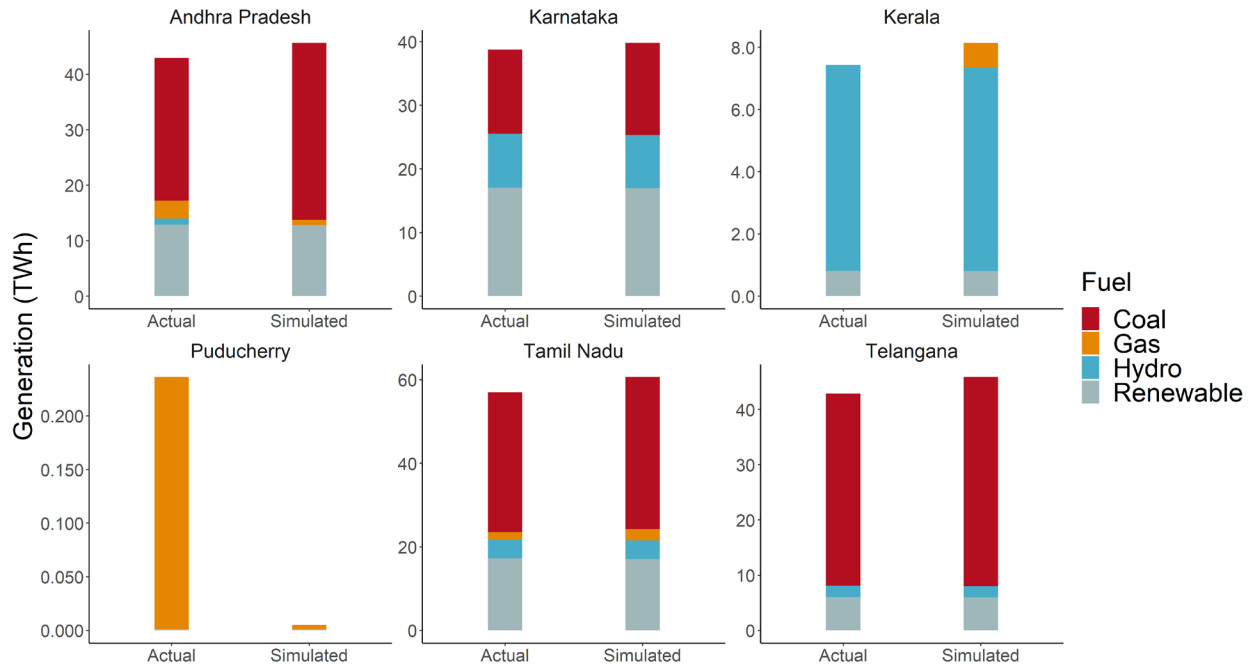 Andhra Pradesh
Karnataka
Kerala
40
30
20
10
0
Actual
Simulated
40
30
20
10
0
Actual
Simulated
8.0
6.0
4.0
2.0
0.0
Actual
Simulated
Generation (TWh)
Puducherry
Tamil Nadu
Telangana
0.200
0.150
0.100
0.050
0.000
Actual
Simulated
60
40
20
0
Actual
Simulated
40
30
20
10
0
Actual
Simulated
Fuel
Coal
Gas
Hydro
Renewable